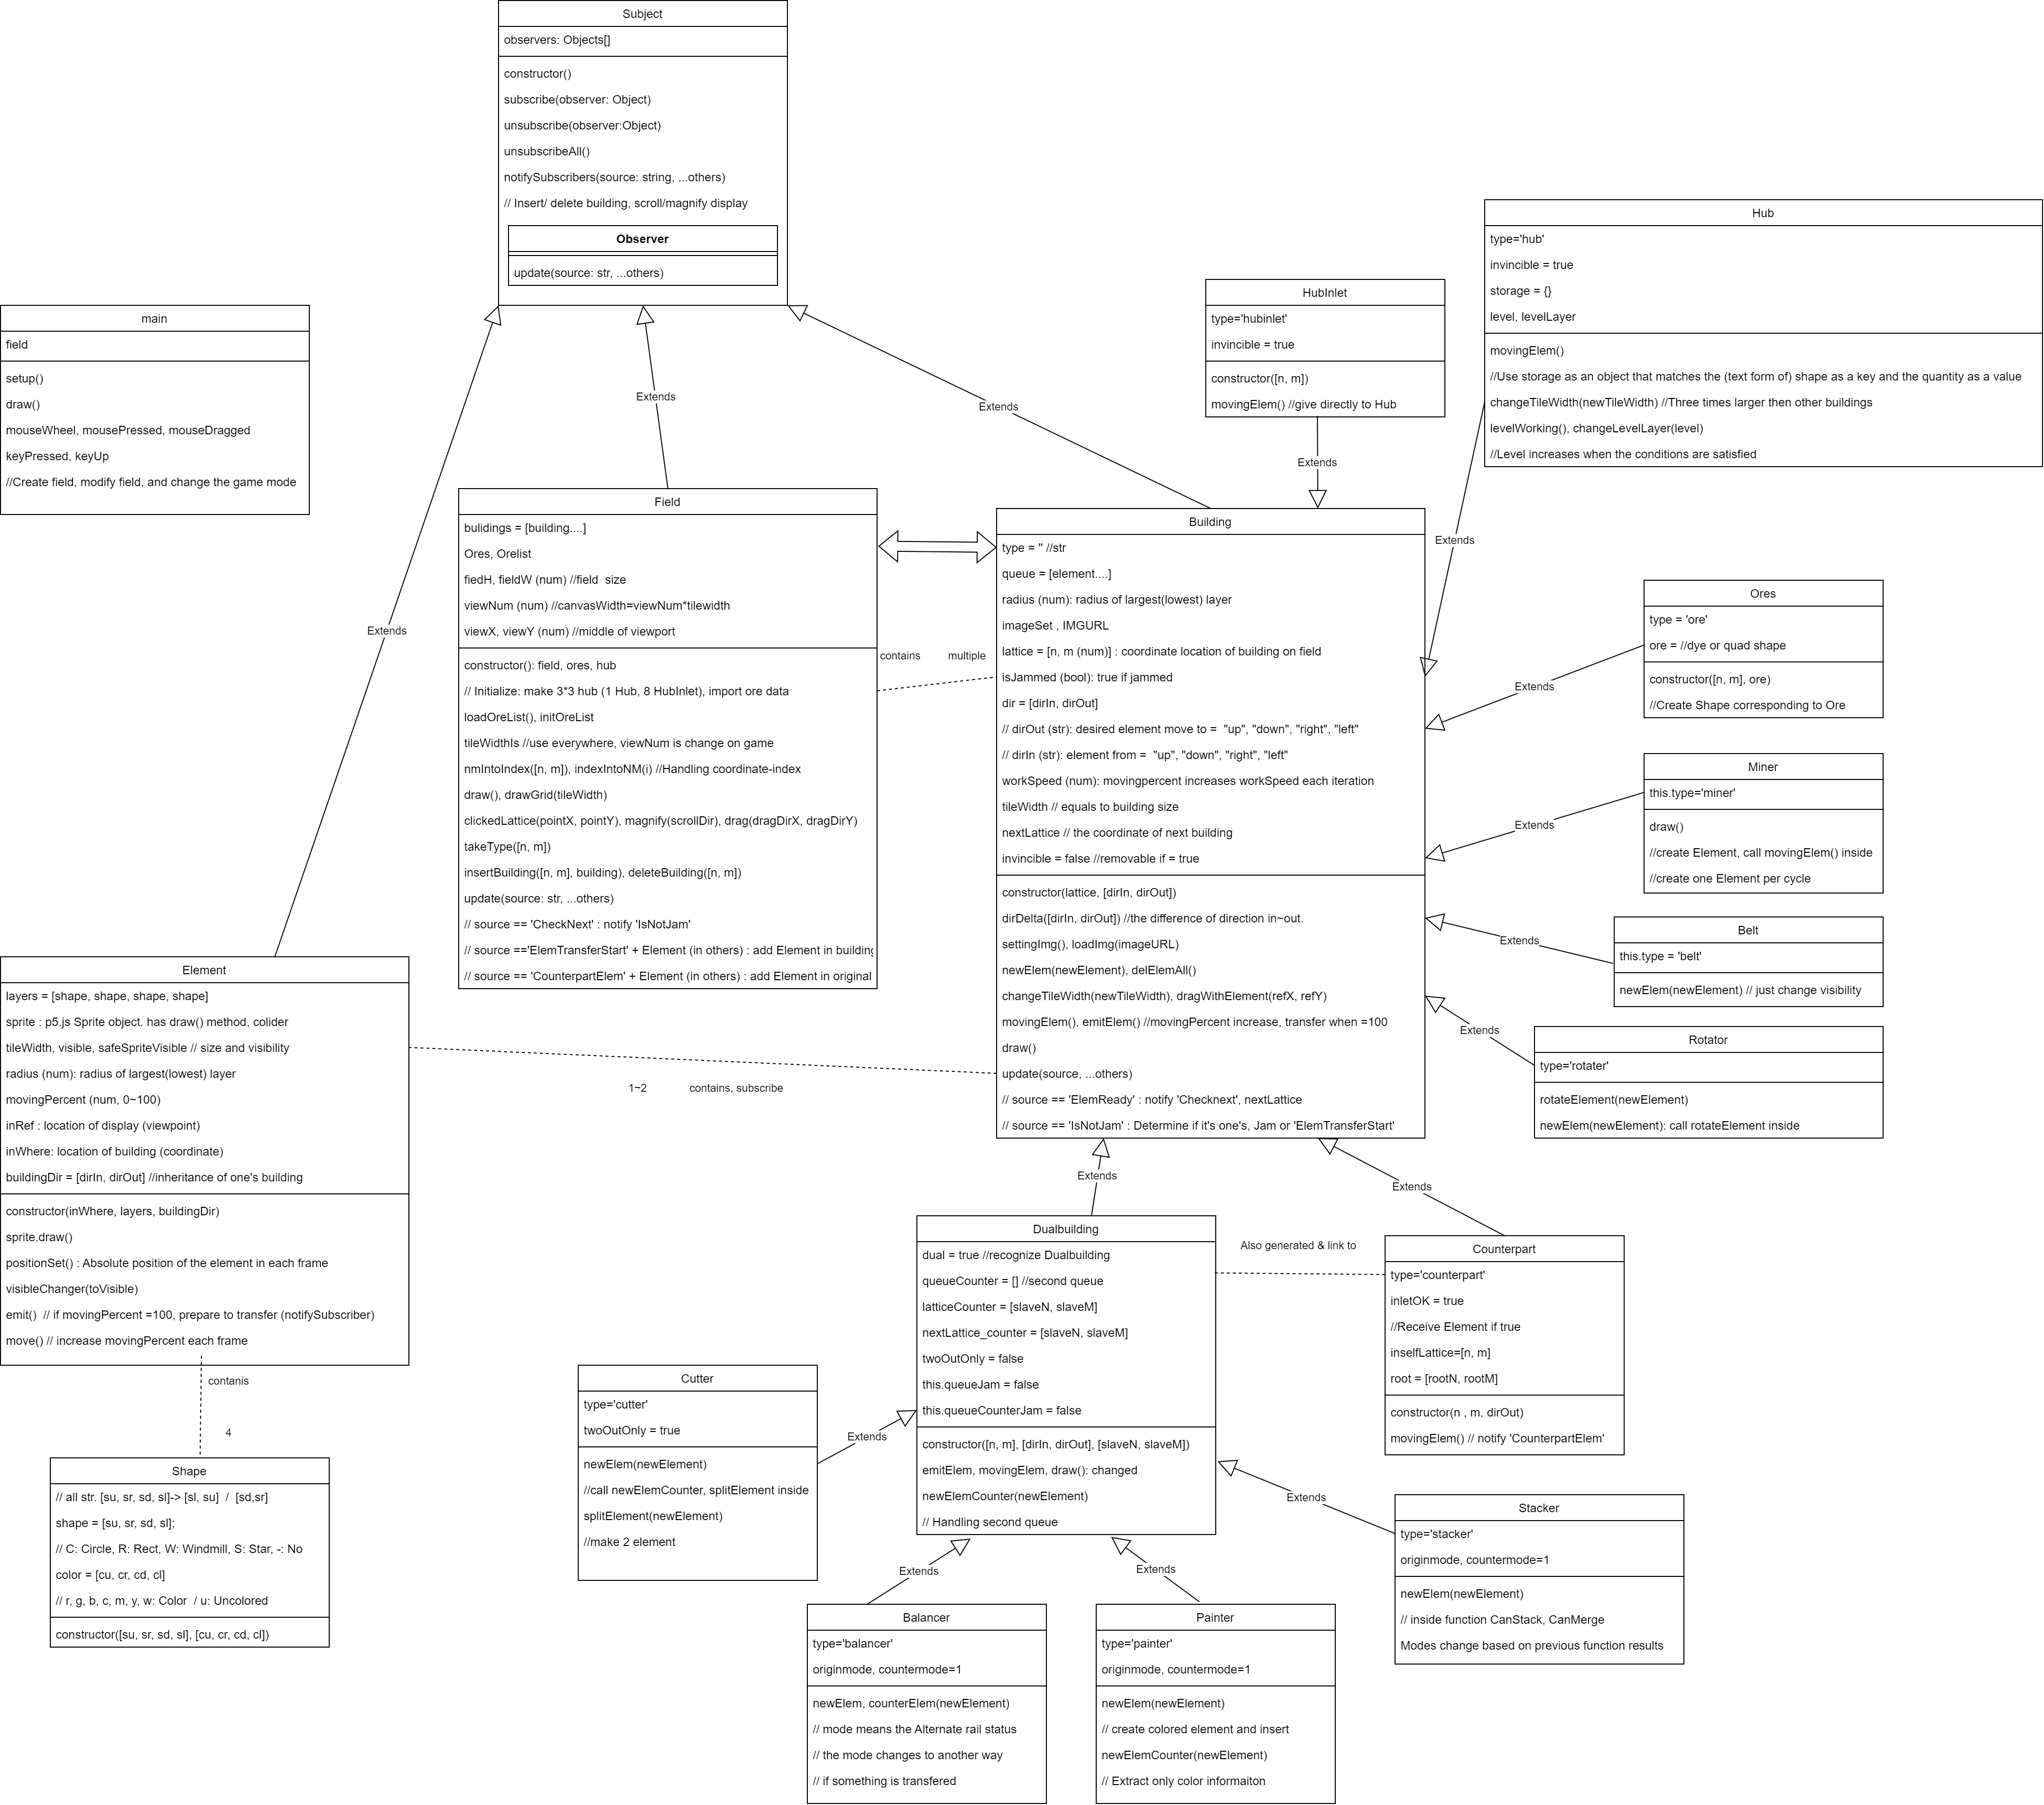 Subject
observers: Objects[]
constructor()
subscribe(observer: Object)
unsubscribe(observer:Object)
unsubscribeAll()
notifySubscribers(source: string, ...others)
// Insert/ delete building, scroll/magnify display
Observer
update(source: str, ...others)
main
field
setup()
draw()
mouseWheel, mousePressed, mouseDragged
keyPressed, keyUp
//Create field, modify field, and change the game mode
HubInlet
type='hubinlet'
invincible = true
constructor([n, m])
movingElem() //give directly to Hub
Hub
type='hub'
invincible = true
storage = {}
level, levelLayer
movingElem()
//Use storage as an object that matches the (text form of) shape as a key and the quantity as a value
changeTileWidth(newTileWidth) //Three times larger then other buildings
levelWorking(), changeLevelLayer(level)
//Level increases when the conditions are satisfied
Extends
Extends
Extends
Extends
Extends
Field
bulidings = [building....]
Ores, Orelist
fiedH, fieldW (num) //field  size
viewNum (num) //canvasWidth=viewNum*tilewidth
viewX, viewY (num) //middle of viewport
constructor(): field, ores, hub
// Initialize: make 3*3 hub (1 Hub, 8 HubInlet), import ore data
loadOreList(), initOreList
tileWidthIs //use everywhere, viewNum is change on game
nmIntoIndex([n, m]), indexIntoNM(i) //Handling coordinate-index
draw(), drawGrid(tileWidth)
clickedLattice(pointX, pointY), magnify(scrollDir), drag(dragDirX, dragDirY)
takeType([n, m])
insertBuilding([n, m], building), deleteBuilding([n, m])
update(source: str, ...others)
// source == 'CheckNext' : notify 'IsNotJam'
// source =='ElemTransferStart' + Element (in others) : add Element in building
// source == 'CounterpartElem' + Element (in others) : add Element in original
contains
multiple
Building
type = '' //str
queue = [element....]
radius (num): radius of largest(lowest) layer
imageSet , IMGURL
lattice = [n, m (num)] : coordinate location of building on field
isJammed (bool): true if jammed
dir = [dirIn, dirOut]
// dirOut (str): desired element move to =  "up", "down", "right", "left"
// dirIn (str): element from =  "up", "down", "right", "left"
workSpeed (num): movingpercent increases workSpeed each iteration
tileWidth // equals to building size
nextLattice // the coordinate of next building
invincible = false //removable if = true
constructor(lattice, [dirIn, dirOut])
dirDelta([dirIn, dirOut]) //the difference of direction in~out.
settingImg(), loadImg(imageURL)
newElem(newElement), delElemAll()
changeTileWidth(newTileWidth), dragWithElement(refX, refY)
movingElem(), emitElem() //movingPercent increase, transfer when =100
draw()
update(source, ...others)
// source == 'ElemReady' : notify 'Checknext', nextLattice
// source == 'IsNotJam' : Determine if it's one's, Jam or 'ElemTransferStart'
Ores
type = 'ore'
ore = //dye or quad shape
constructor([n, m], ore)
//Create Shape corresponding to Ore
Extends
Miner
this.type='miner'
draw()
//create Element, call movingElem() inside
//create one Element per cycle
Extends
Belt
this.type = 'belt'
newElem(newElement) // just change visibility
Extends
Rotator
type='rotater'
rotateElement(newElement)
newElem(newElement): call rotateElement inside
Extends
Extends
Element
layers = [shape, shape, shape, shape]
sprite : p5.js Sprite object. has draw() method, colider
tileWidth, visible, safeSpriteVisible // size and visibility
radius (num): radius of largest(lowest) layer
movingPercent (num, 0~100)
inRef : location of display (viewpoint)
inWhere: location of building (coordinate)
buildingDir = [dirIn, dirOut] //inheritance of one's building
constructor(inWhere, layers, buildingDir)
sprite.draw()
positionSet() : Absolute position of the element in each frame
visibleChanger(toVisible)
emit()  // if movingPercent =100, prepare to transfer (notifySubscriber)
move() // increase movingPercent each frame
1~2
contains, subscribe
contanis
4
Shape
// all str. [su, sr, sd, sl]-> [sl, su]  /  [sd,sr]
shape = [su, sr, sd, sl];
// C: Circle, R: Rect, W: Windmill, S: Star, -: No
color = [cu, cr, cd, cl]
// r, g, b, c, m, y, w: Color  / u: Uncolored
constructor([su, sr, sd, sl], [cu, cr, cd, cl])
Extends
Extends
Dualbuilding
dual = true //recognize Dualbuilding
queueCounter = [] //second queue
latticeCounter = [slaveN, slaveM]
nextLattice_counter = [slaveN, slaveM]
twoOutOnly = false
this.queueJam = false
this.queueCounterJam = false
constructor([n, m], [dirIn, dirOut], [slaveN, slaveM])
emitElem, movingElem, draw(): changed
newElemCounter(newElement)
// Handling second queue
Also generated & link to
Counterpart
type='counterpart'
inletOK = true
//Receive Element if true
inselfLattice=[n, m]
root = [rootN, rootM]
constructor(n , m, dirOut)
movingElem() // notify 'CounterpartElem'
Cutter
type='cutter'
twoOutOnly = true
newElem(newElement)
//call newElemCounter, splitElement inside
splitElement(newElement)
//make 2 element
Extends
Extends
Stacker
type='stacker'
originmode, countermode=1
newElem(newElement)
// inside function CanStack, CanMerge
Modes change based on previous function results
Extends
Extends
Balancer
type='balancer'
originmode, countermode=1
newElem, counterElem(newElement)
// mode means the Alternate rail status
// the mode changes to another way
// if something is transfered
Painter
type='painter'
originmode, countermode=1
newElem(newElement)
// create colored element and insert
newElemCounter(newElement)
// Extract only color informaiton